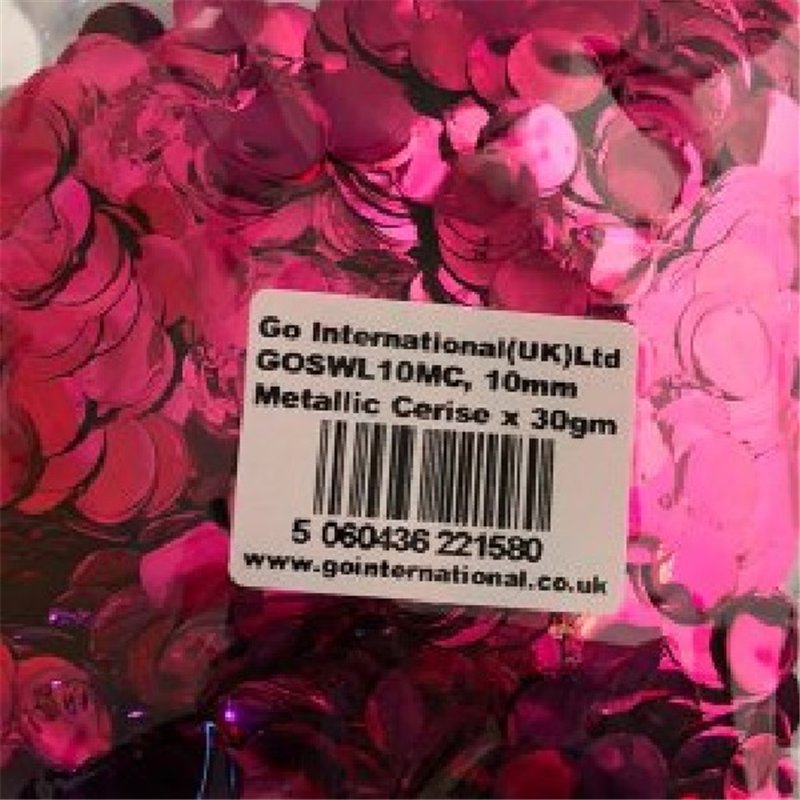 Go International(UK)Ltd
GOSWL10MC, 10mm
Metallic Cerise x 30gm
5 060436 221580
www.gointernational.co.uk